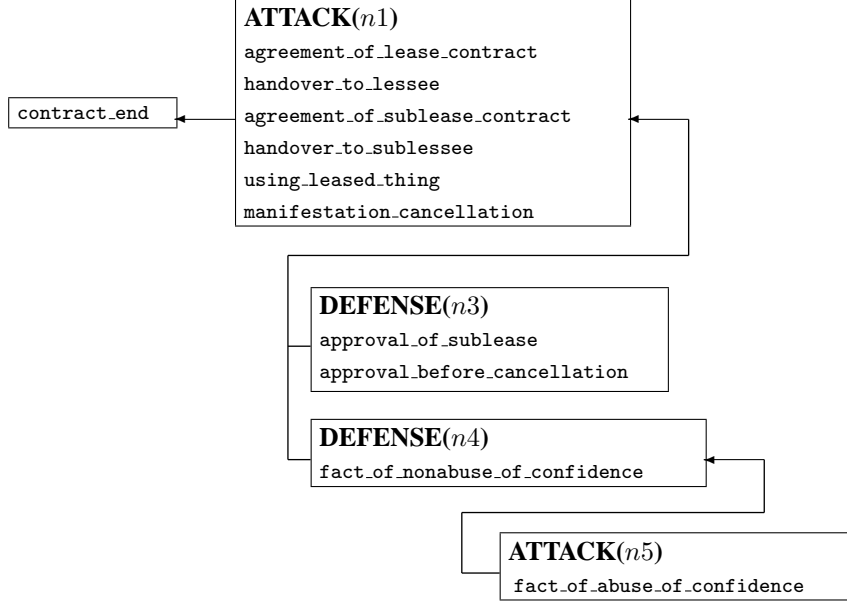 contract_end
ATTACK(n1)
agreement_of_lease_contract
handover_to_lessee
agreement_of_sublease_contract
handover_to_sublessee
using_leased_thing
manifestation_cancellation
DEFENSE(n3)
approval_of_sublease
approval_before_cancellation
DEFENSE(n4)
fact_of_nonabuse_of_confidence
ATTACK(n5)
fact_of_abuse_of_confidence